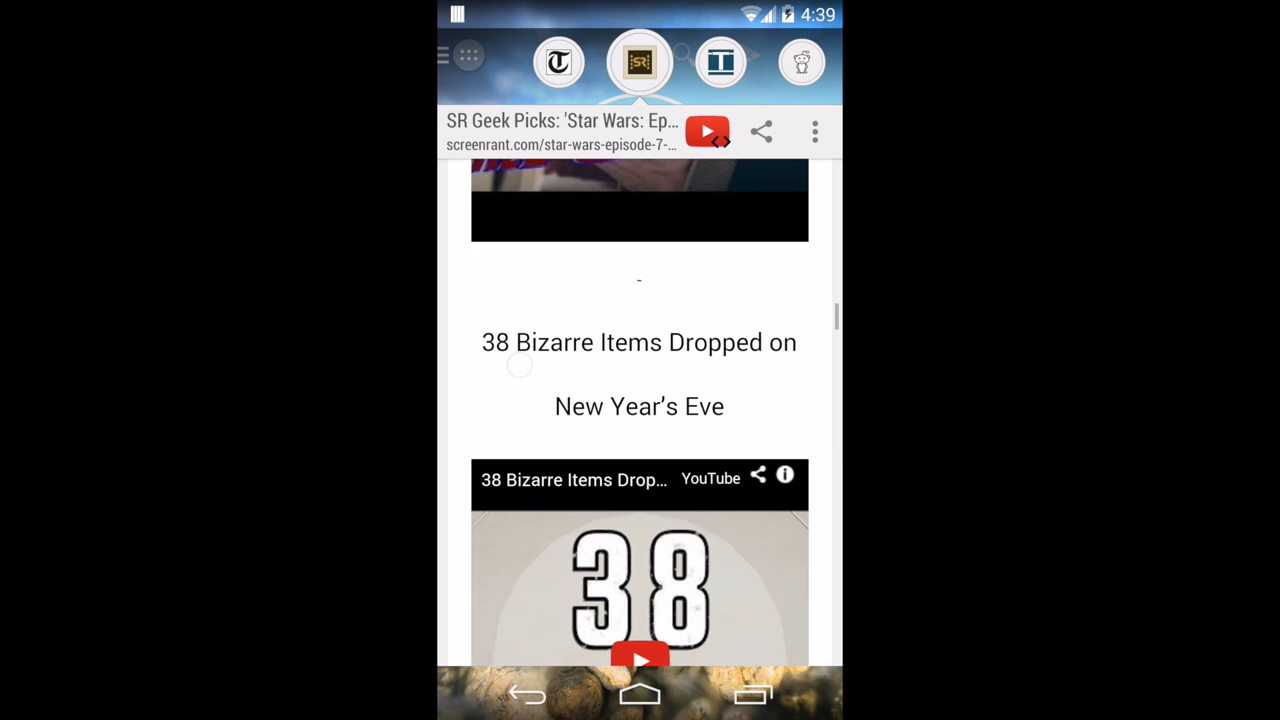 4:39
T
SR
I
SR Geek Picks: 'Star Wars: Ep...
screenrant.com/star-wars-episode-7-...
-
38 Bizarre Items Dropped on
New Year’s Eve
38 Bizarre Items Drop... YouTube
38